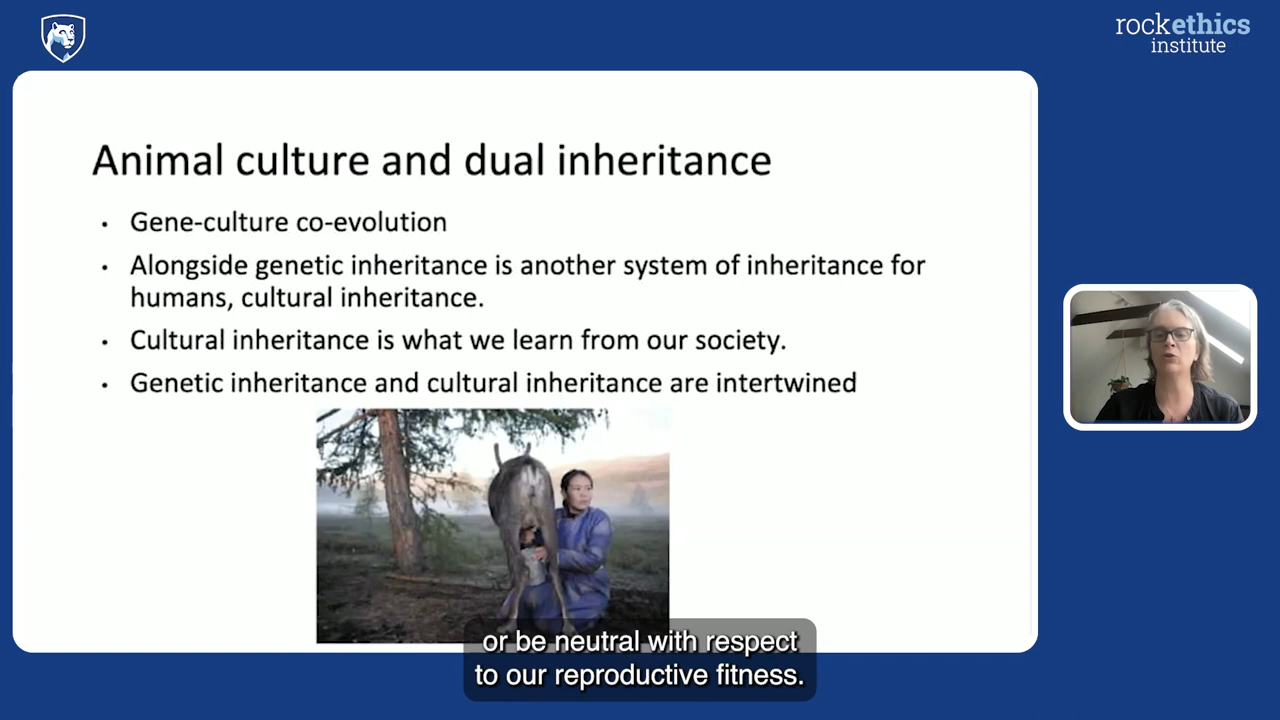 rockethics
institute
Animal culture and dual inheritance
• Gene-culture co-evolution
• Alongside genetic inheritance is another system of inheritance for
humans, cultural inheritance.
• Cultural inheritance is what we learn from our society.
• Genetic inheritance and cultural inheritance are intertwined
or be neutral with respect
to our reproductive fitness.